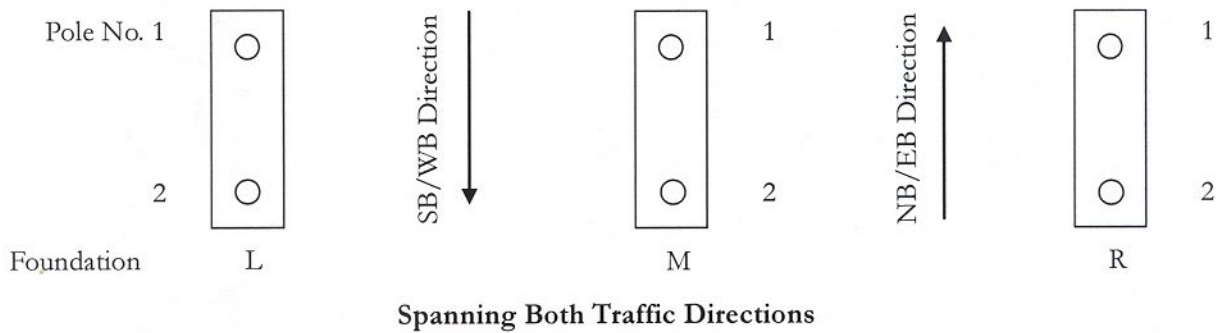 Pole No. 1
1
1
SB/WB Direction
NB/EB Direction
2
2
2
Foundation L M R
Spanning Both Traffic Directions